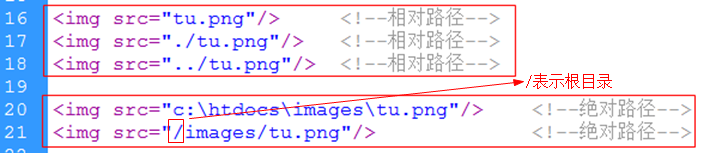 16 <img src="tu.png"/> <!--相对路径-->
17 <img src="./tu.png"/> <!--相对路径-->
18 <img src="../tu.png"/> <!--相对路径-->
19 /表示根目录
20 <img src="c:\htdocs\images\tu.png"/> <!--绝对路径-->
21 <img src="/images/tu.png"/> <!--绝对路径-->